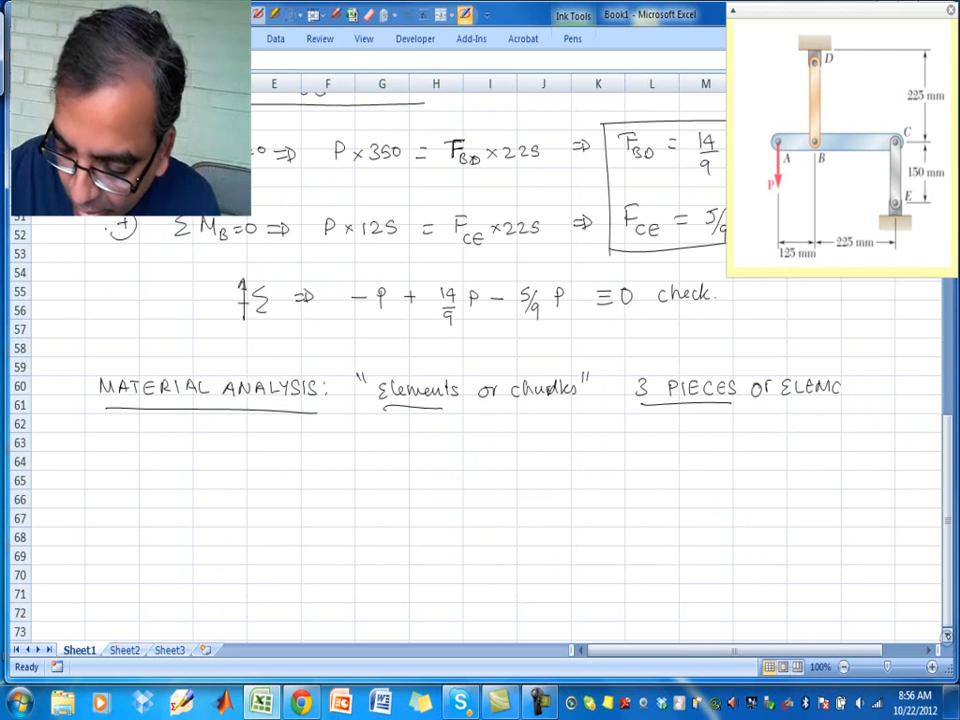 Ink Tools Book1 - Microsoft Excel
Data Review View Developer Add-Ins Acrobat Pens
E F G H I J K L M
=0 ⇒ P × 350 = F_BD × 225 ⇒ F_BD = 14/9
+ ΣM_B=0 ⇒ P × 125 = F_CE × 225 ⇒ F_CE = 5/9
Σ ⇒ -P + 14/9 P - 5/9 P ≡ 0 check.
MATERIAL ANALYSIS: "Elements or chunks" 3 PIECES or ELEME
51
52
53
54
55
56
57
58
59
60
61
62
63
64
65
66
67
68
69
70
71
72
73
D
225 mm
C
A B
150 mm
P
E
225 mm
125 mm
Sheet1 Sheet2 Sheet3
Ready 100%
8:56 AM
10/22/2012